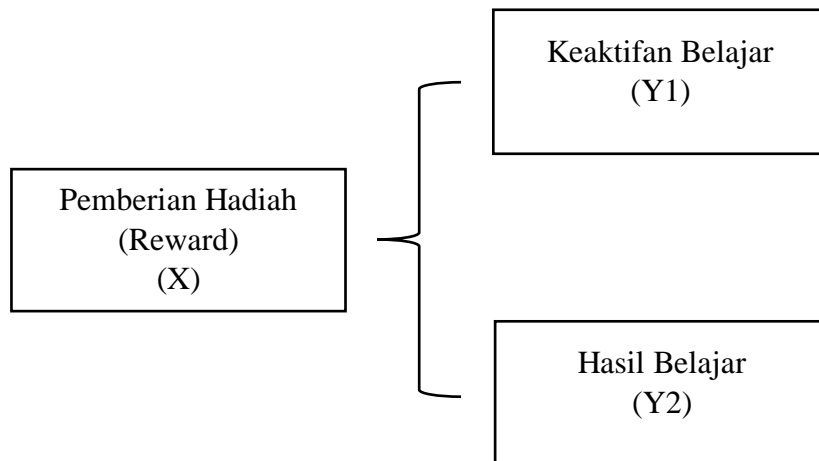 Keaktifan Belajar
(Y1)
Pemberian Hadiah
(Reward)
(X)
Hasil Belajar
(Y2)